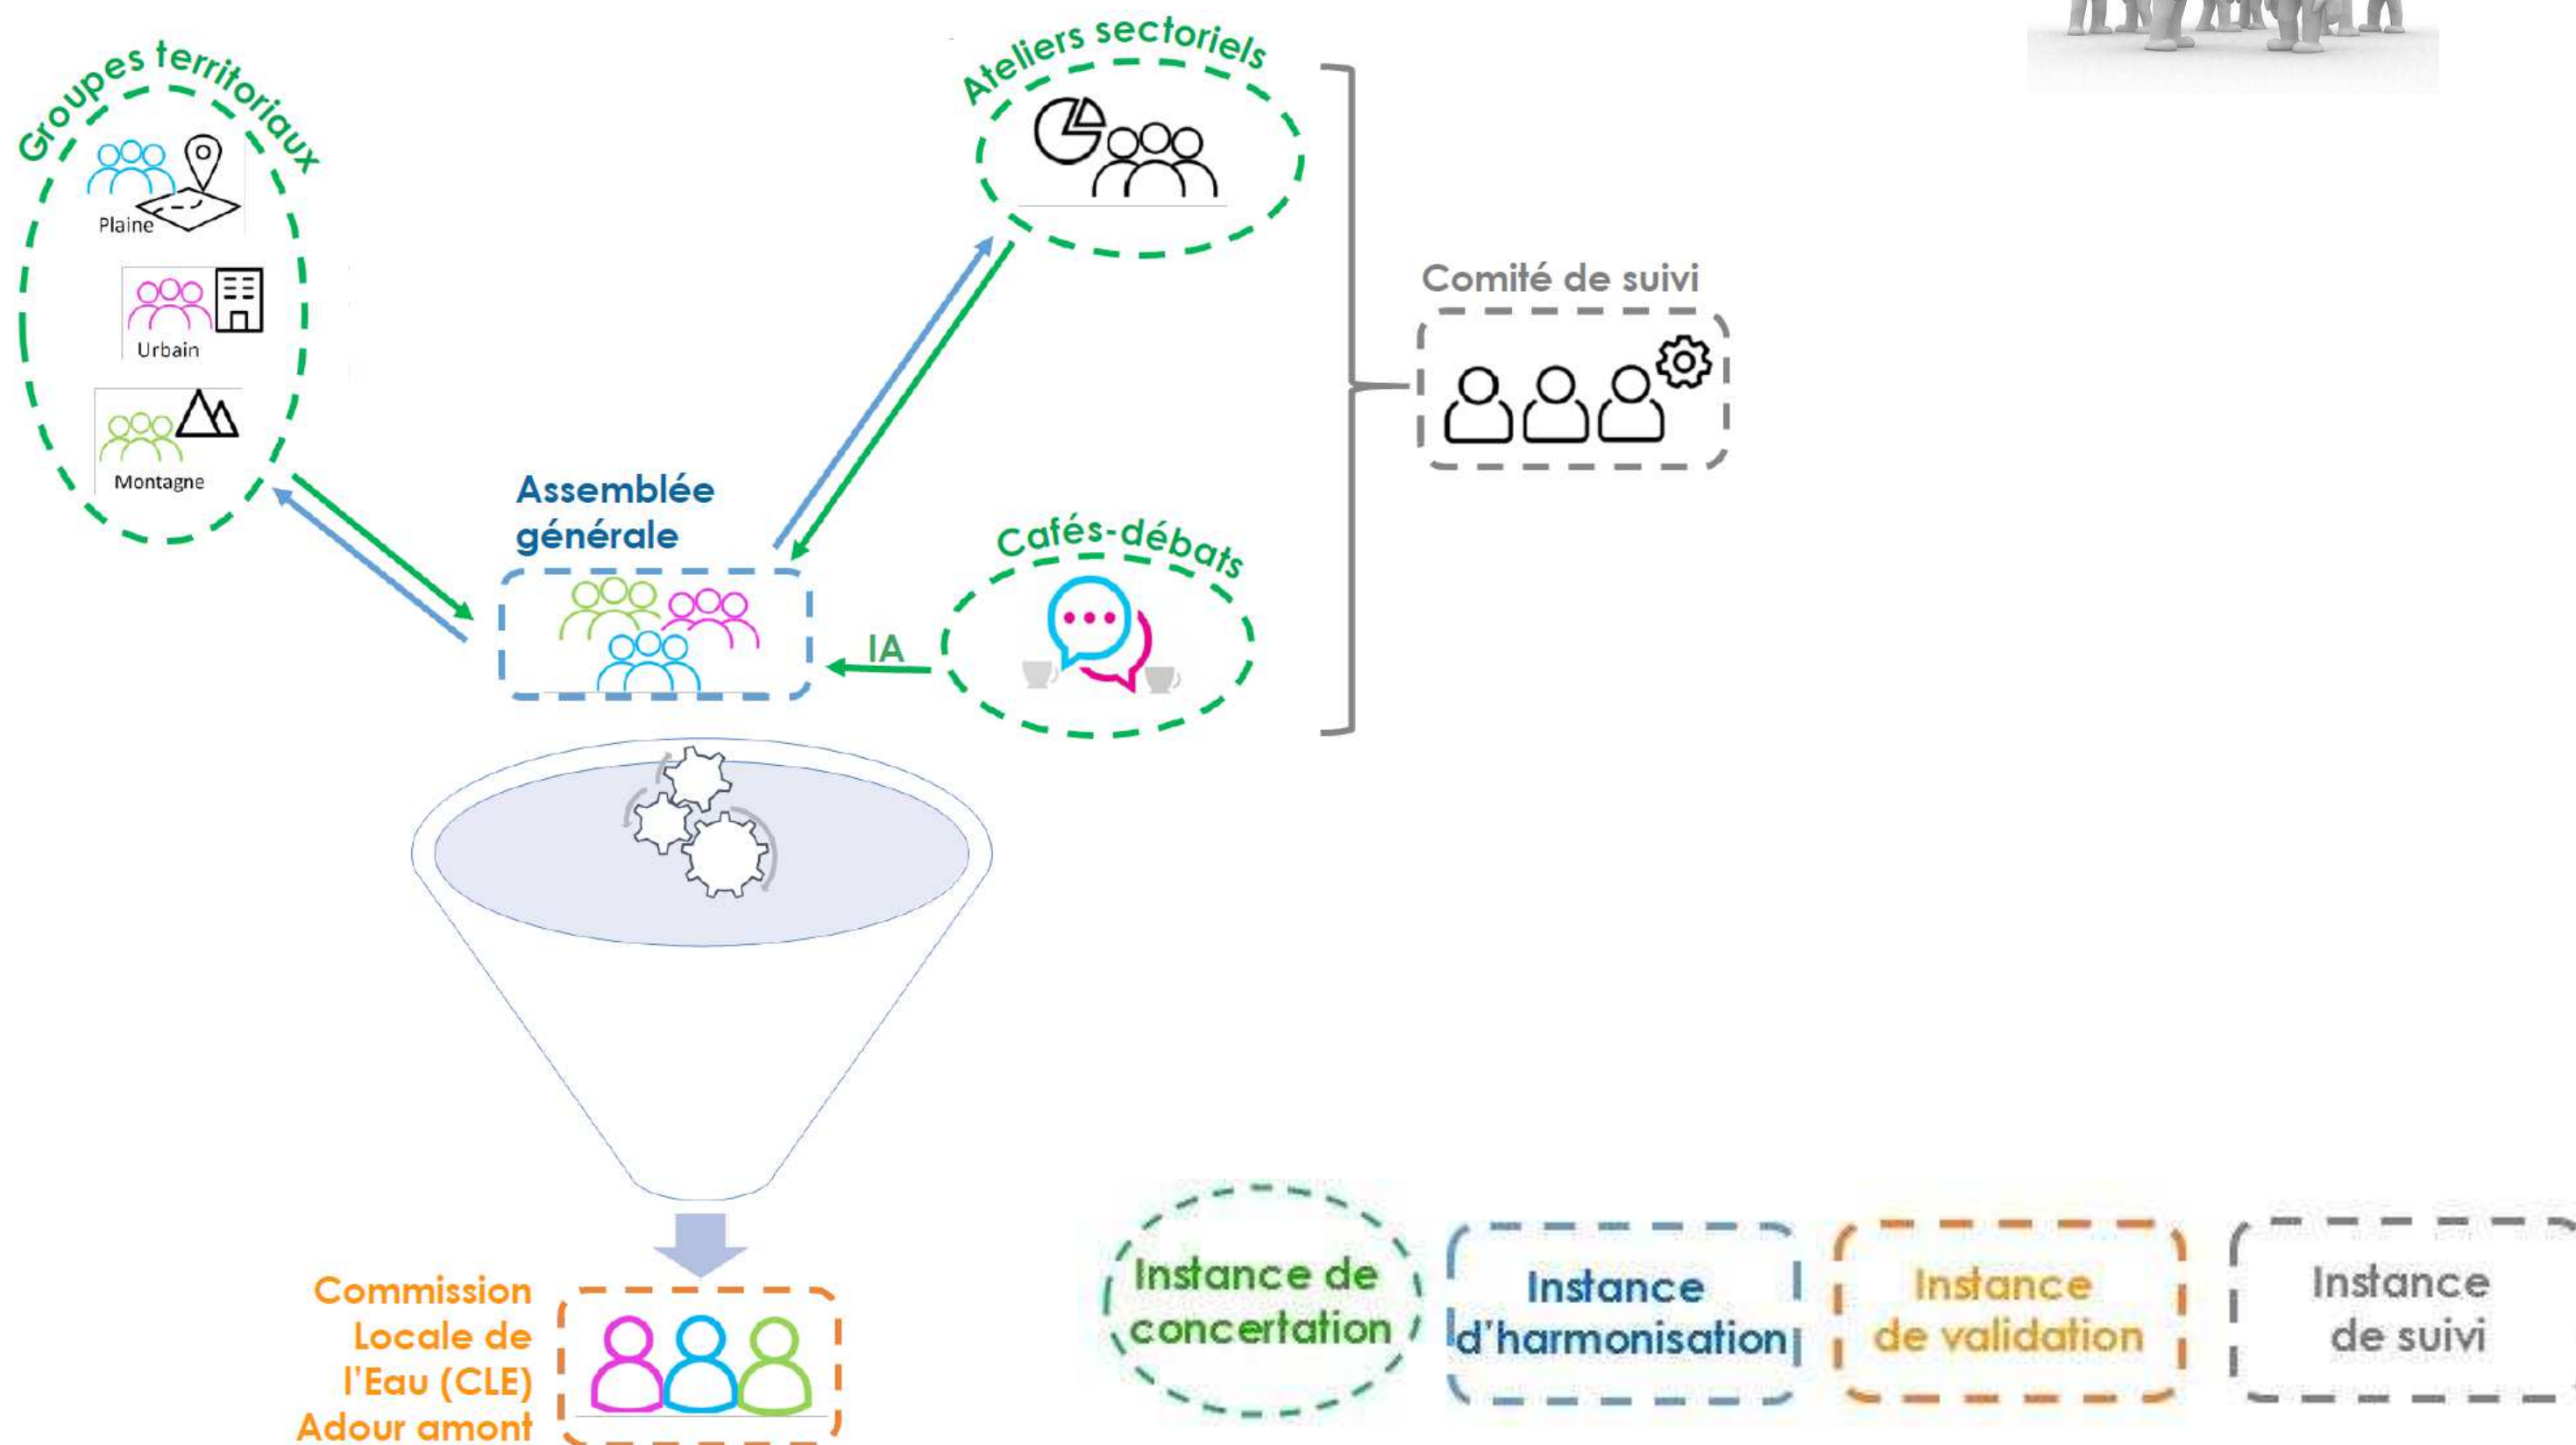 Groupes territoriaux
Plaine
Urbain
Montagne
Ateliers sectoriels
Comité de suivi
Assemblée
générale
Cafés-débats
IA
Commission
Locale de
l'Eau (CLE)
Adour amont
Instance de
concertation
Instance
d'harmonisation
Instance
de validation
Instance
de suivi